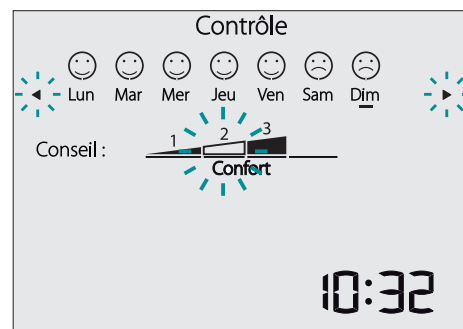 Contrôle
Lun Mar Mer Jeu Ven Sam Dim
1 2 3
Conseil :
Confort
10:32